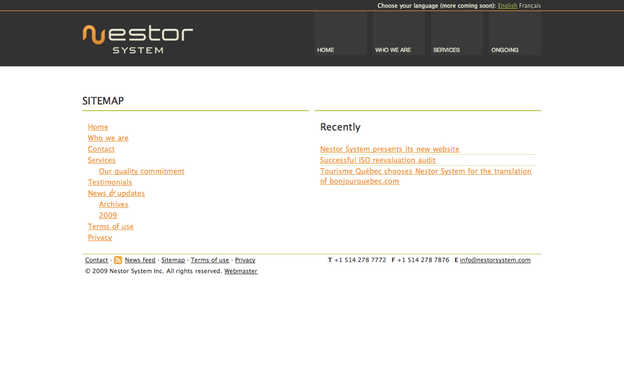 Choose your language (more coming soon): English Français
Nestor
SYSTEM
HOME
WHO WE ARE
SERVICES
ONGOING
SITEMAP
Home
Who we are
Contact
Services
Our quality commitment
Testimonials
News & updates
Archives
2009
Terms of use
Privacy
Recently
Nestor System presents its new website
Successful ISO reevaluation audit
Tourisme Québec chooses Nestor System for the translation
of bonjourquebec.com
Contact - News feed - Sitemap - Terms of use - Privacy
T +1 514 278 7772 F +1 514 278 7876 E info@nestorsystem.com
© 2009 Nestor System Inc. All rights reserved. Webmaster